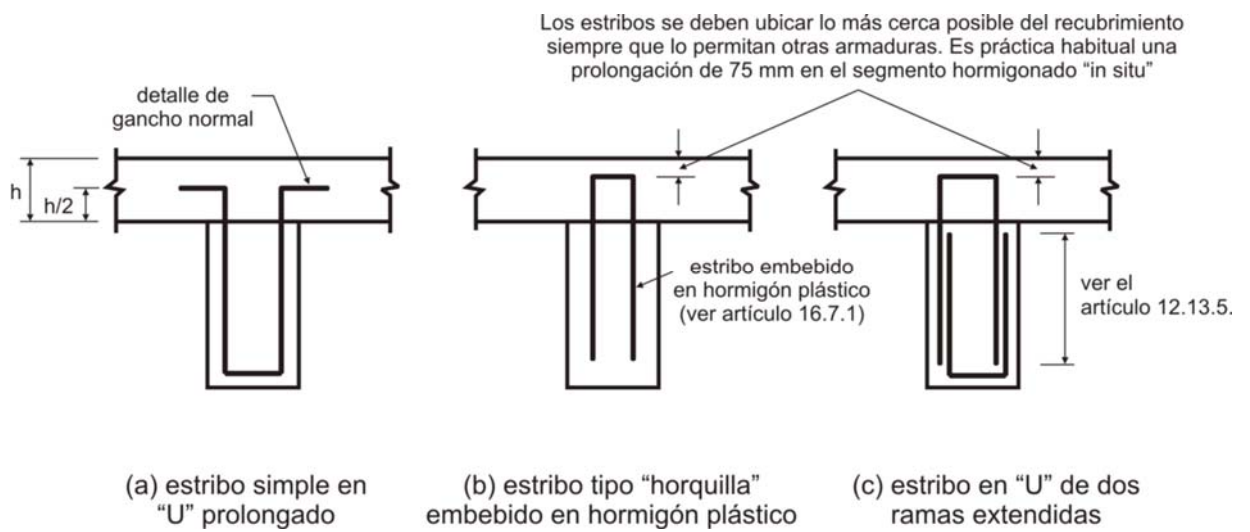 Los estribos se deben ubicar lo más cerca posible del recubrimiento
siempre que lo permitan otras armaduras. Es práctica habitual una
prolongación de 75 mm en el segmento hormigonado “in situ”
detalle de
gancho normal
h
h/2
estribo embebido
en hormigón plástico
(ver artículo 16.7.1)
ver el
artículo 12.13.5.
(a) estribo simple en
“U” prolongado
(b) estribo tipo “horquilla”
embebido en hormigón plástico
(c) estribo en “U” de dos
ramas extendidas